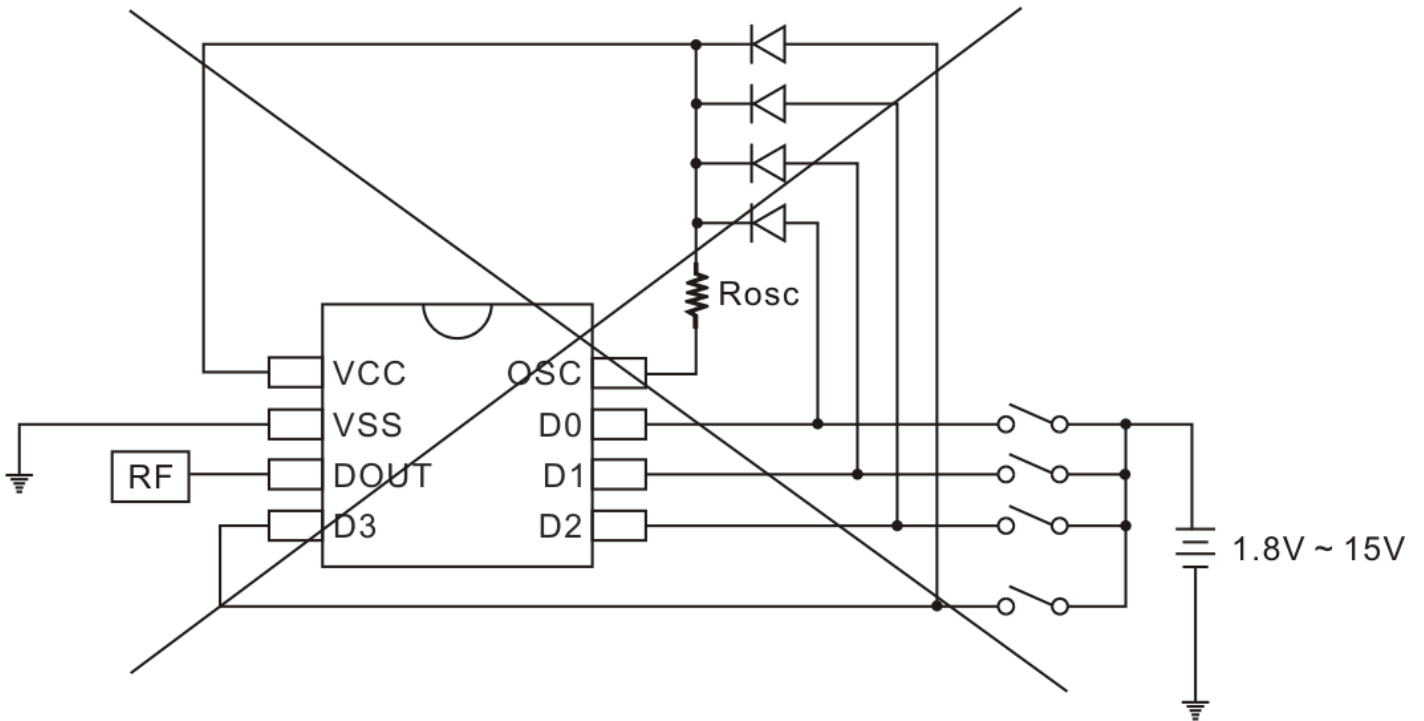 Rosc
VCC OSC
VSS D0
RF DOUT D1
D3 D2
1.8V ~ 15V